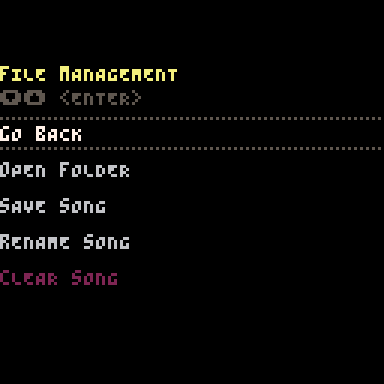 File Management
⬇️⬆️ <enter>
Go Back
Open Folder
Save Song
Rename Song
Clear Song